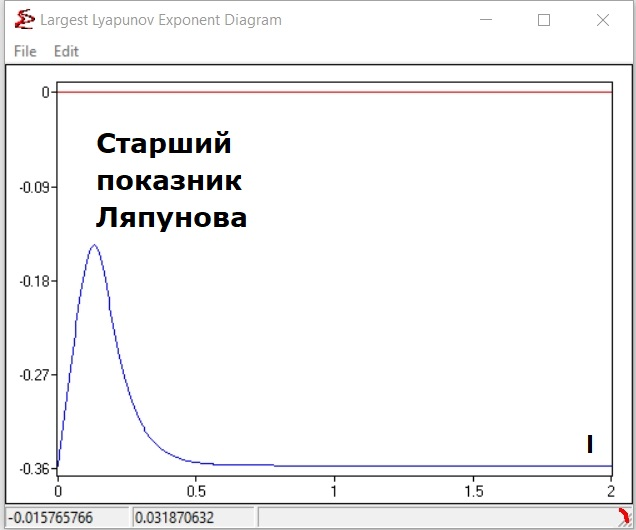 Largest Lyapunov Exponent Diagram
File Edit
0
-0.09
-0.18
-0.27
-0.36
Старший
показник
Ляпунова
I
0 0.5 1 1.5 2
-0.015765766 0.031870632